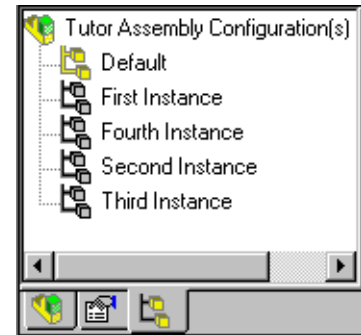 Tutor Assembly Configuration(s)
Default
First Instance
Fourth Instance
Second Instance
Third Instance